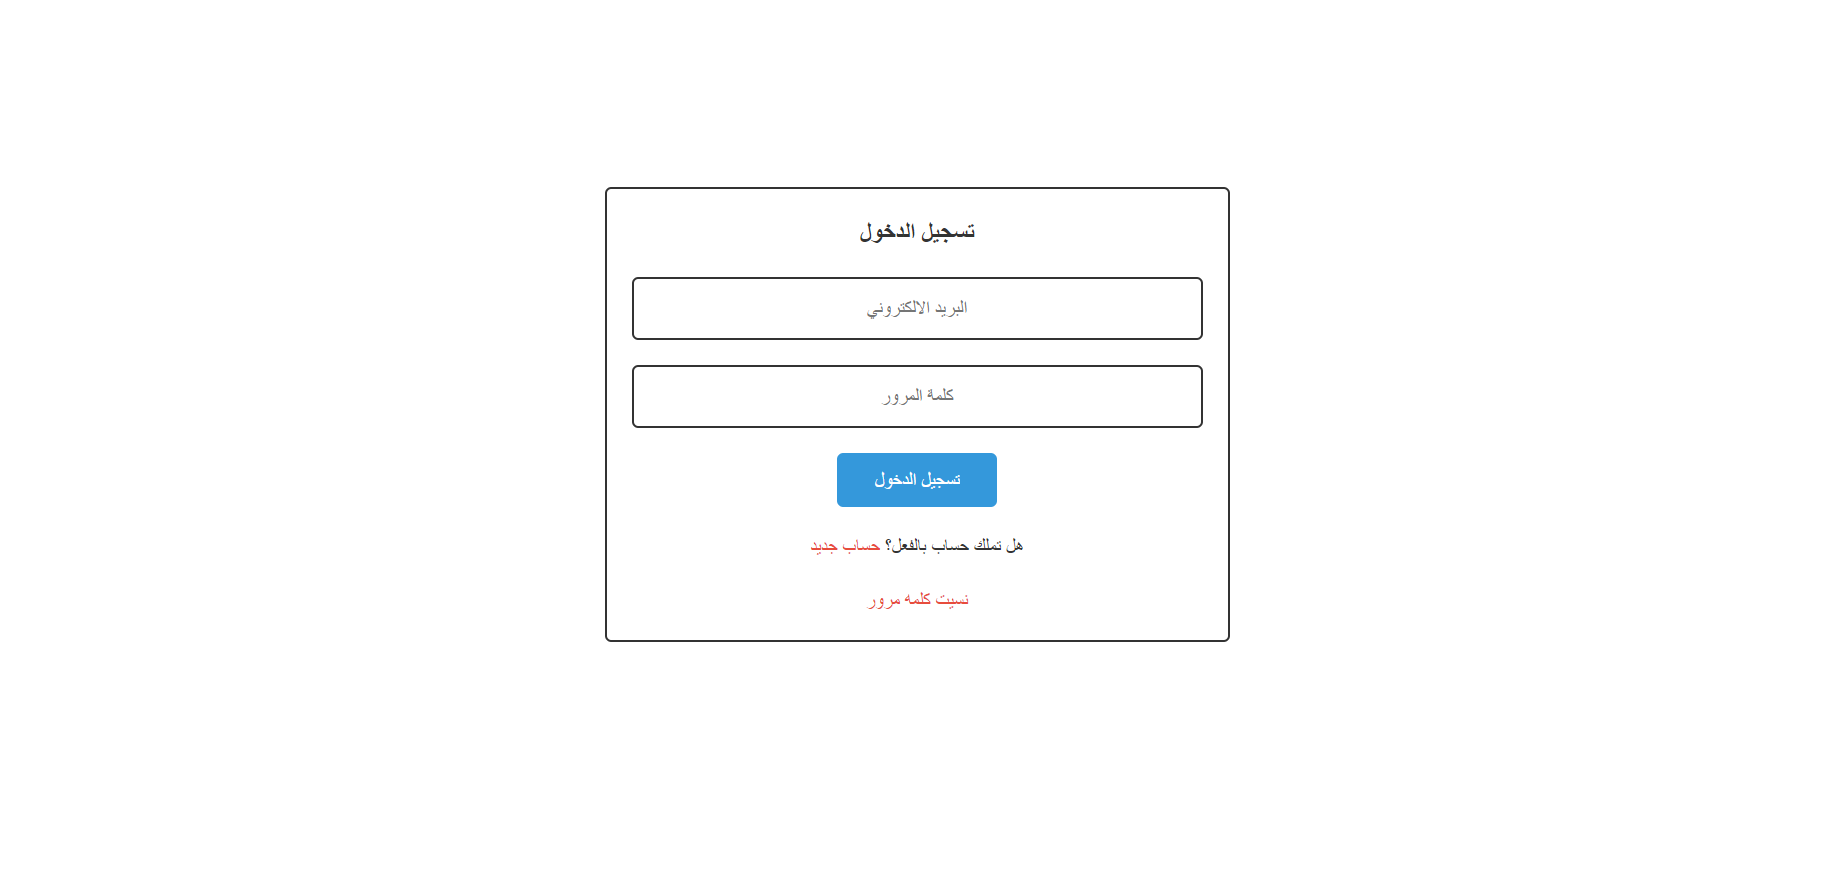 تسجيل الدخول
البريد الالكتروني
كلمة المرور
تسجيل الدخول
هل تملك حساب بالفعل؟ حساب جديد
نسيت كلمه مرور